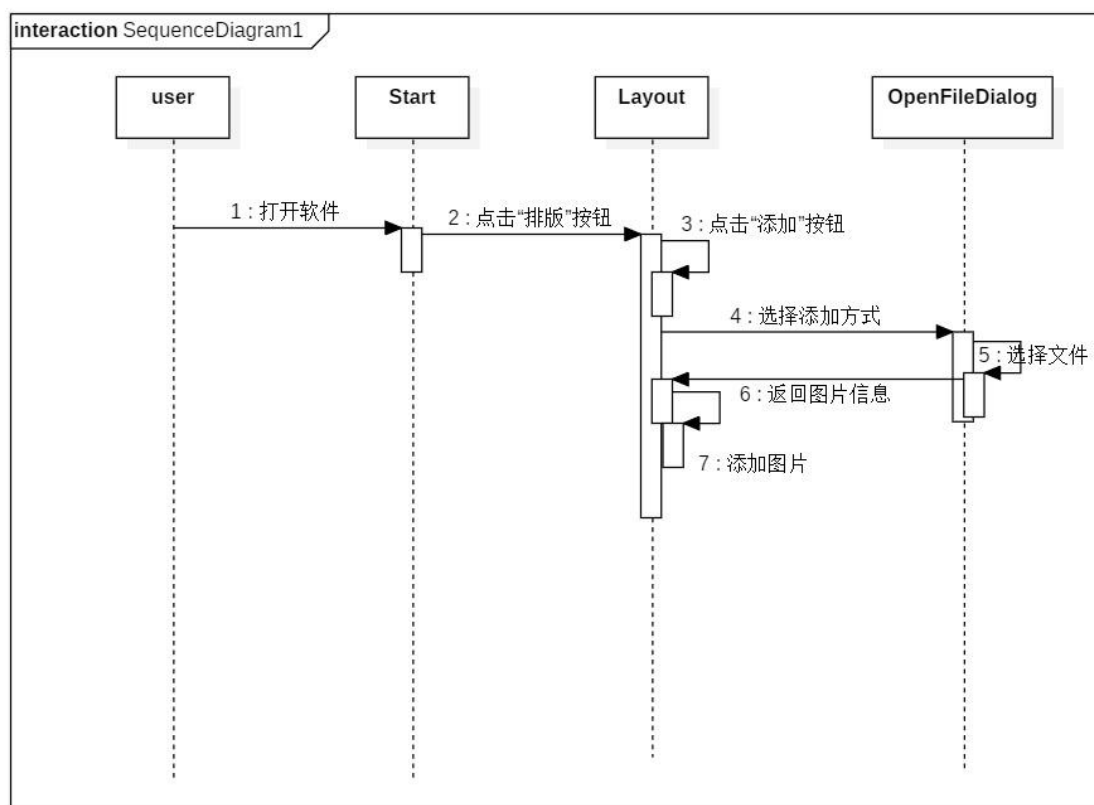 interaction SequenceDiagram1
user
Start
Layout
OpenFileDialog
1 : 打开软件
2 : 点击“排版”按钮
3 : 点击“添加”按钮
4 : 选择添加方式
5 : 选择文件
6 : 返回图片信息
7 : 添加图片